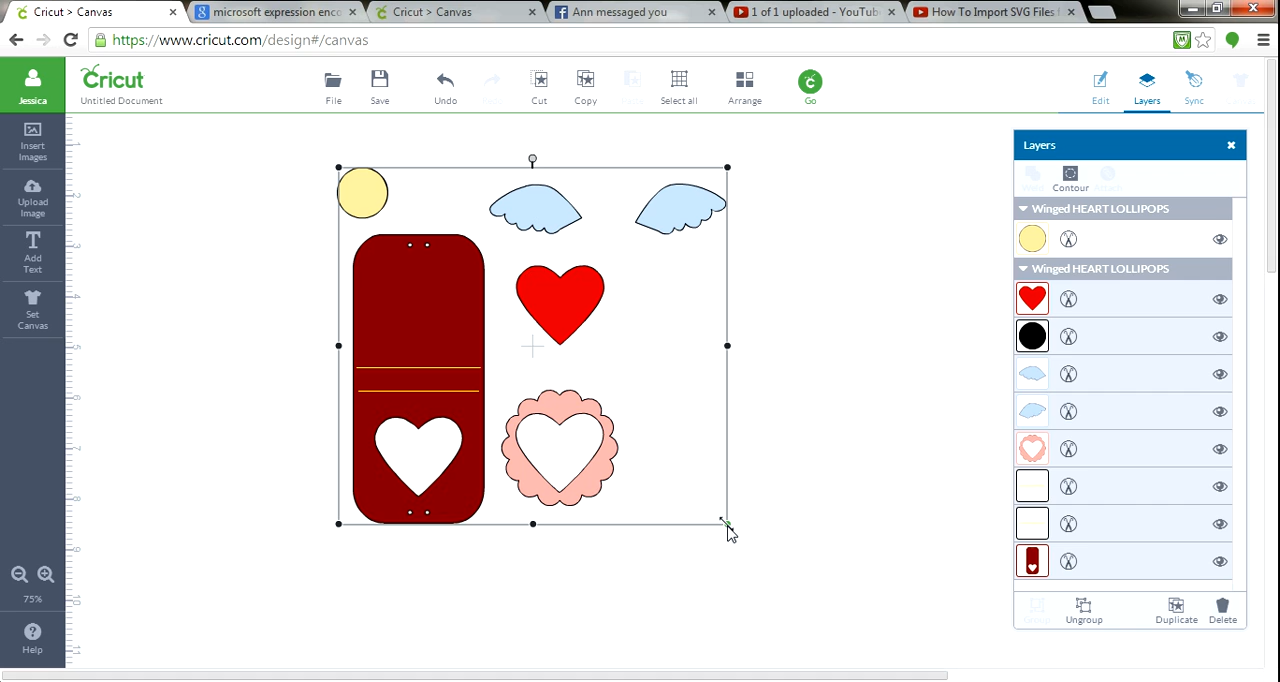 Cricut > Canvas
microsoft expression enco
Cricut > Canvas
Ann messaged you
1 of 1 uploaded - YouTube
How To Import SVG Files
https://www.cricut.com/design#/canvas
Jessica
Cricut
Untitled Document
File
Save
Undo
Cut
Copy
Select all
Arrange
Go
Edit
Layers
Sync
Insert
Images
Upload
Image
Add
Text
Set
Canvas
75%
Help
Layers
Contour
Attach
Winged HEART LOLLIPOPS
Winged HEART LOLLIPOPS
Ungroup
Duplicate
Delete